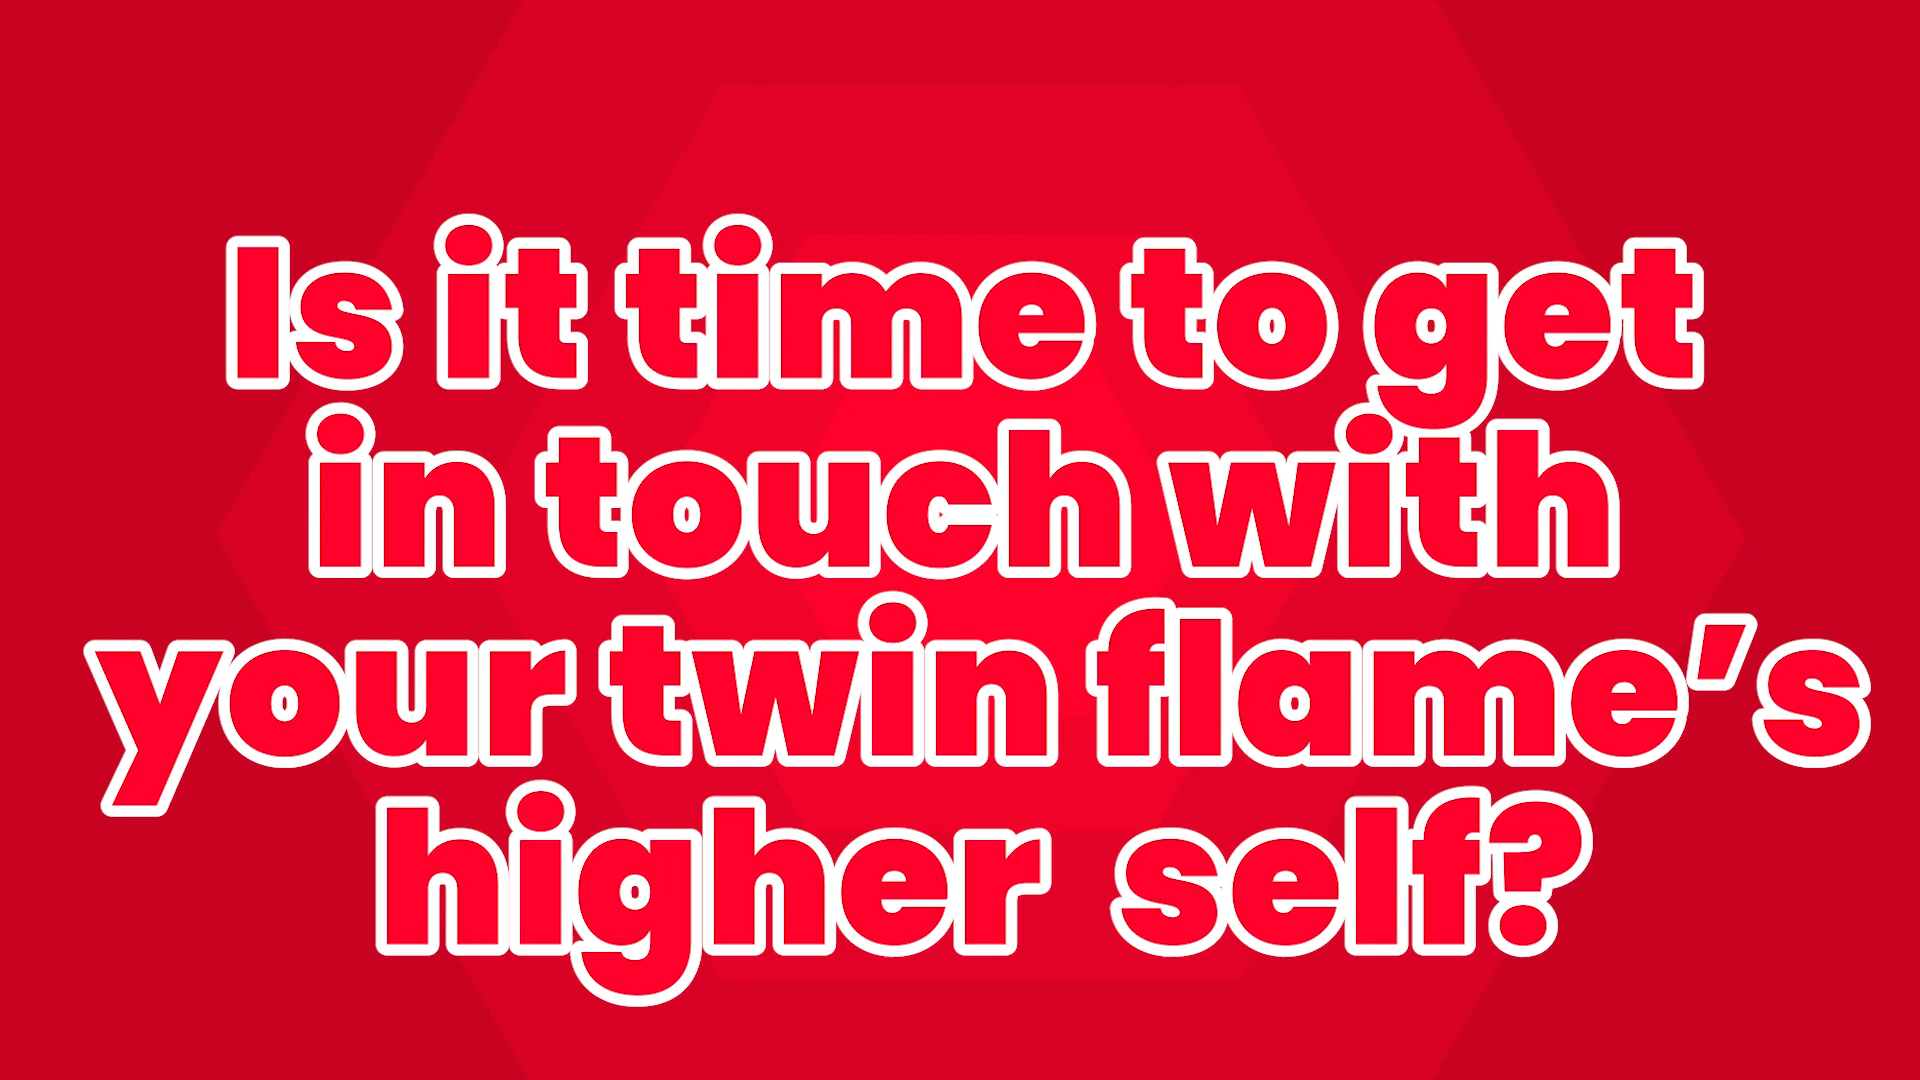 Is it time to get
in touch with
your twin flame's
higher self?